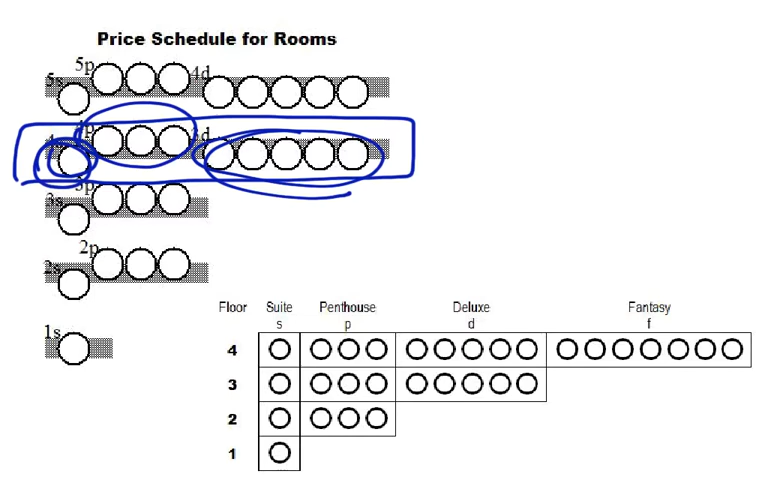 Price Schedule for Rooms
5p
5s
4d
4p
3d
3p
3s
2p
2s
1s
Floor Suite Penthouse Deluxe Fantasy
s p d f
4
3
2
1